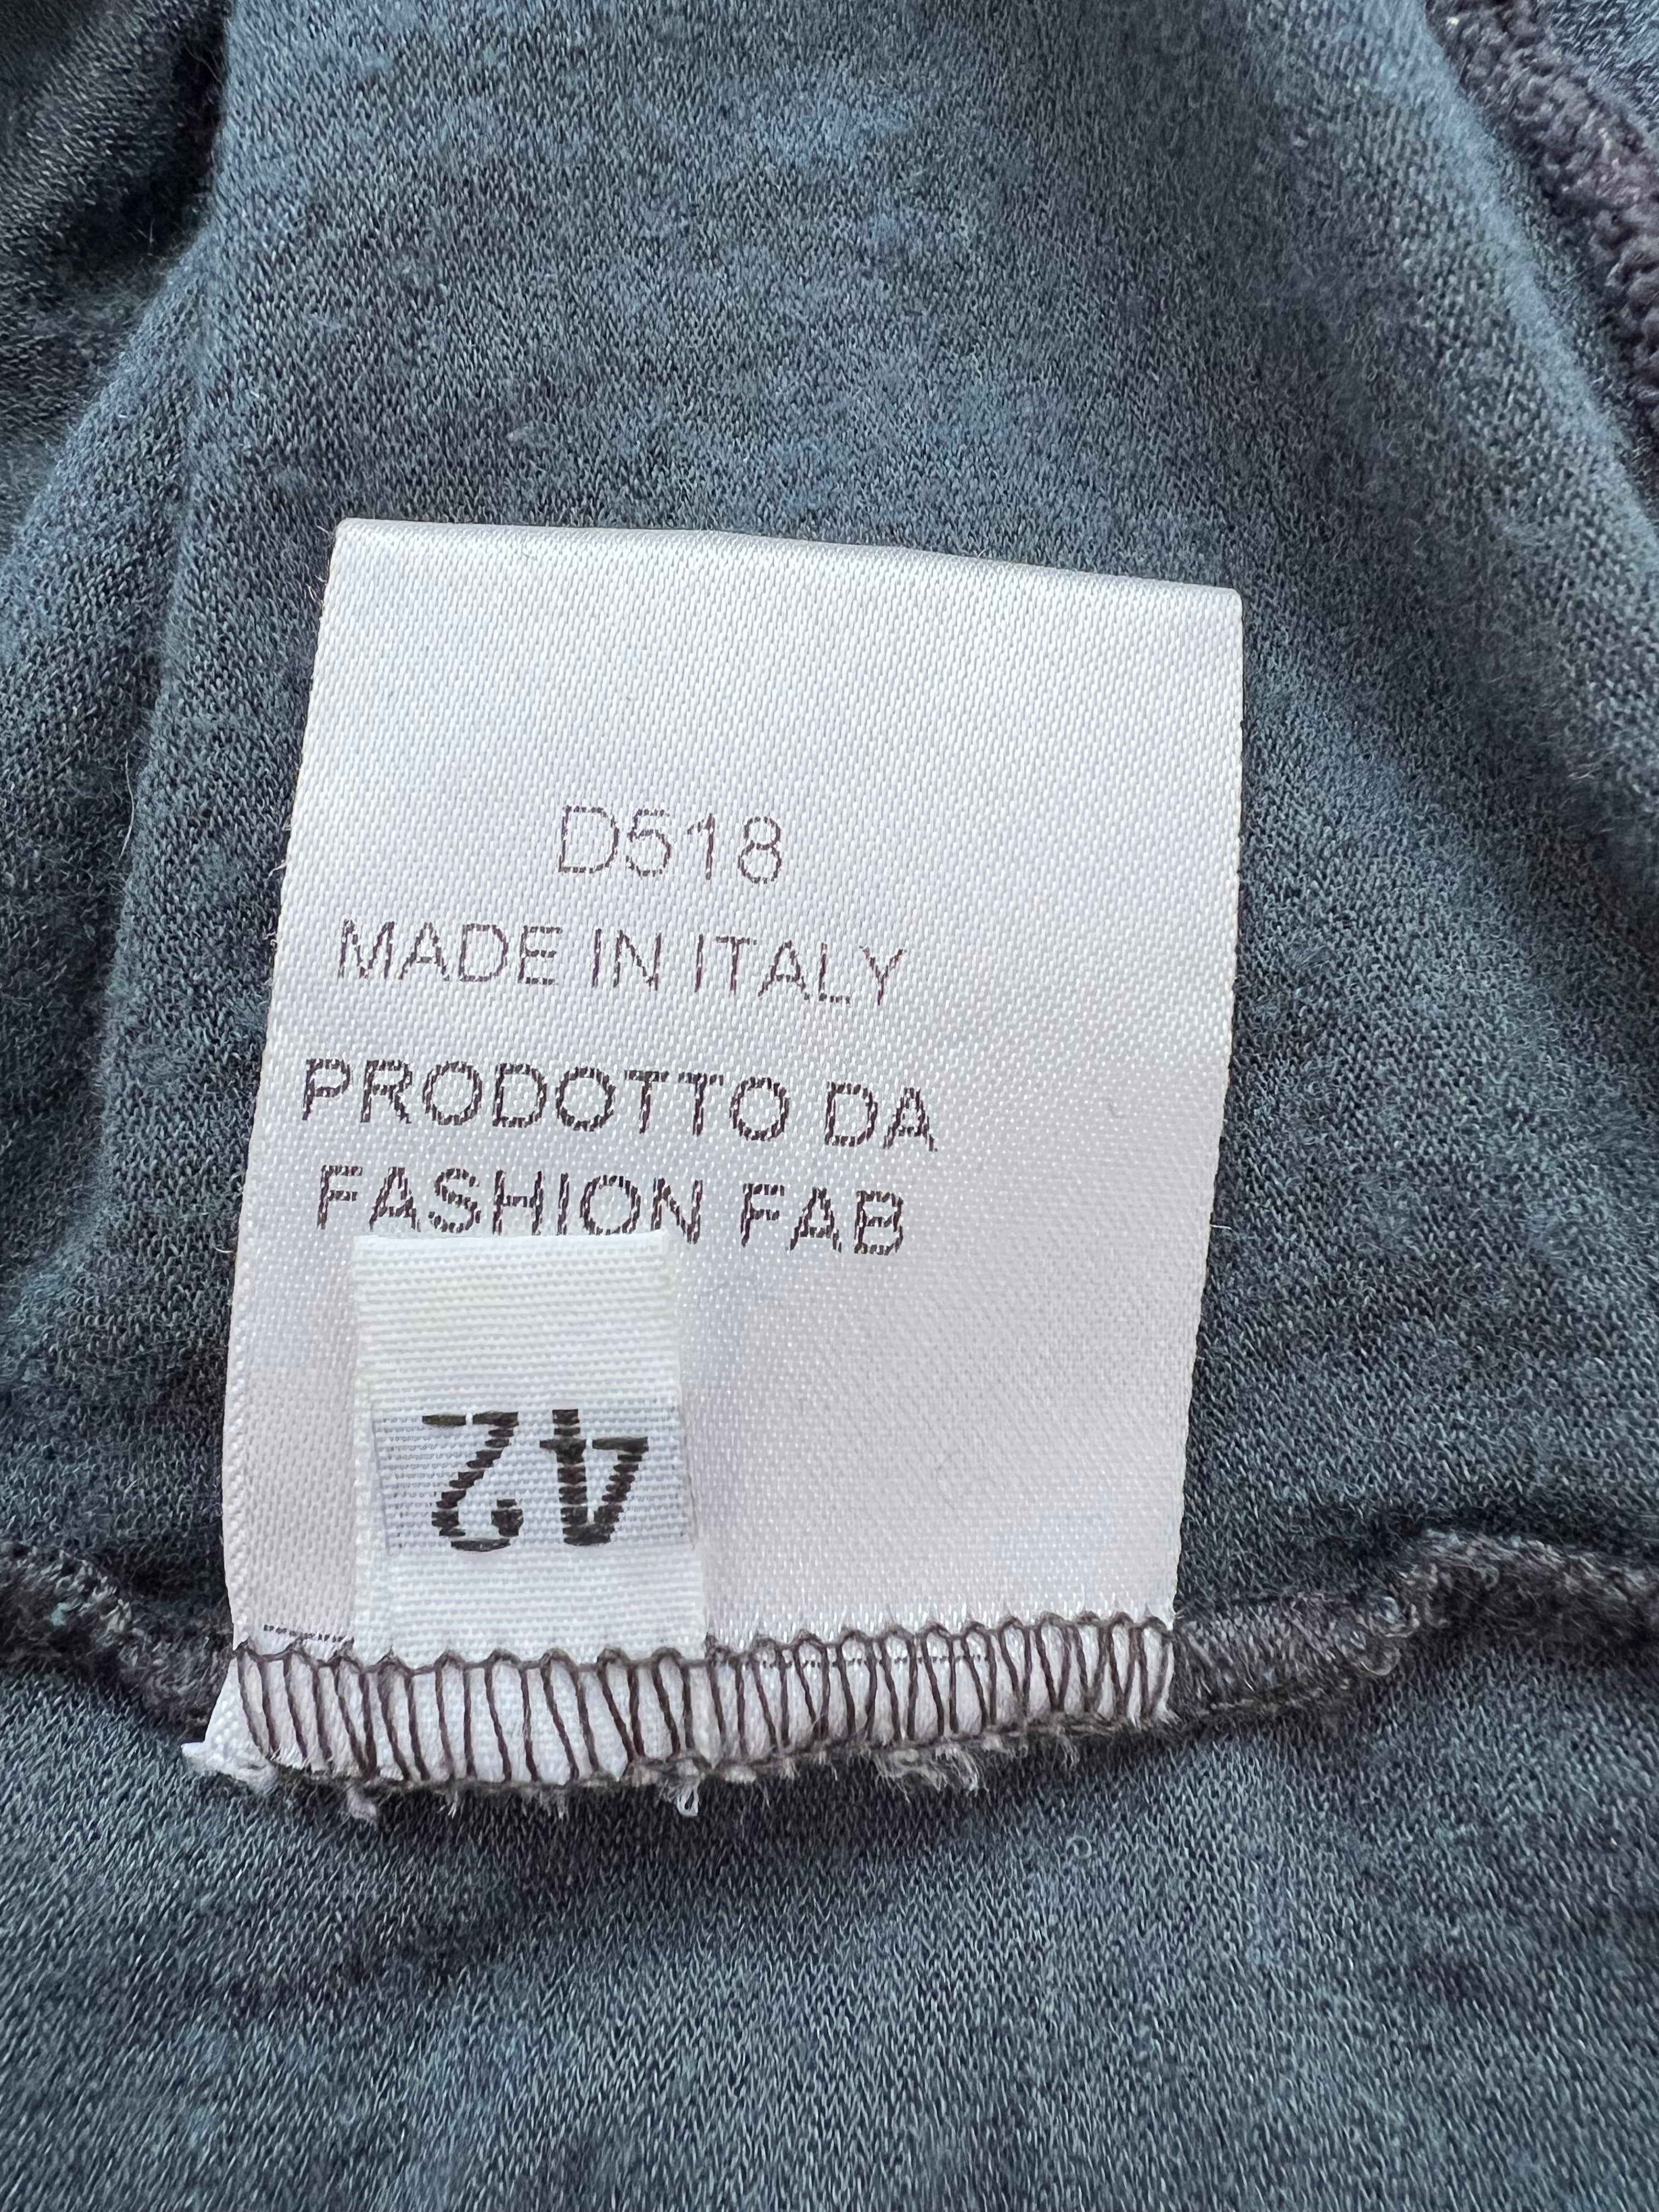 D518
MADE IN ITALY
PRODOTTO DA
FASHION FAB
42